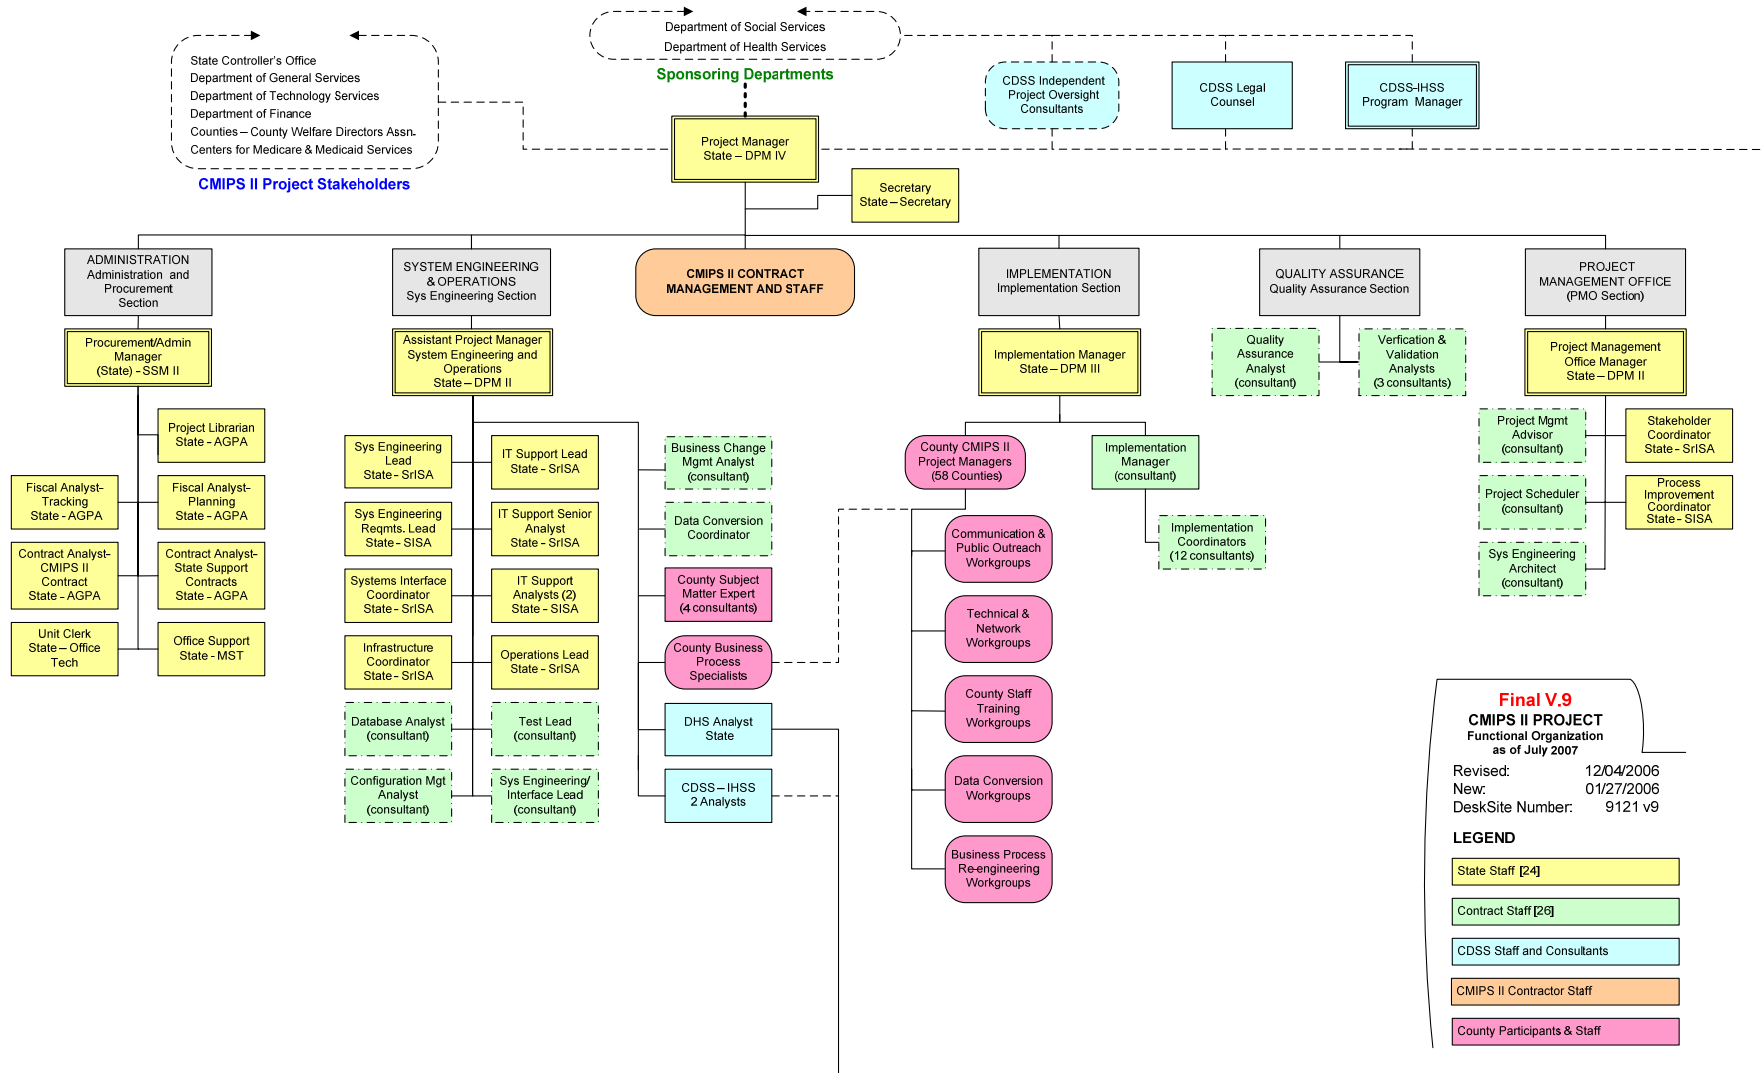 Department of Social Services
Department of Health Services
Sponsoring Departments
State Controller's Office
Department of General Services
Department of Technology Services
Department of Finance
Counties – County Welfare Directors Assn.
Centers for Medicare & Medicaid Services
CMIPS II Project Stakeholders
CDSS Independent
Project Oversight
Consultants
CDSS Legal
Counsel
CDSS-IHSS
Program Manager
Project Manager
State – DPM IV
Secretary
State – Secretary
ADMINISTRATION
Administration and
Procurement
Section
SYSTEM ENGINEERING
& OPERATIONS
Sys Engineering Section
CMIPS II CONTRACT
MANAGEMENT AND STAFF
IMPLEMENTATION
Implementation Section
QUALITY ASSURANCE
Quality Assurance Section
PROJECT
MANAGEMENT OFFICE
(PMO Section)
Procurement/Admin
Manager
(State) - SSM II
Assistant Project Manager
System Engineering and
Operations
State – DPM II
Implementation Manager
State – DPM III
Quality
Assurance
Analyst
(consultant)
Verfication &
Validation
Analysts
(3 consultants)
Project Management
Office Manager
State – DPM II
Project Librarian
State - AGPA
Fiscal Analyst–
Tracking
State - AGPA
Fiscal Analyst–
Planning
State - AGPA
Contract Analyst–
CMIPS II
Contract
State - AGPA
Contract Analyst–
State Support
Contracts
State - AGPA
Unit Clerk
State – Office
Tech
Office Support
State - MST
Sys Engineering
Lead
State - SrISA
IT Support Lead
State - SrISA
Sys Engineering
Reqmts. Lead
State - SISA
IT Support Senior
Analyst
State - SrISA
Systems Interface
Coordinator
State - SrISA
IT Support
Analysts (2)
State - SISA
Infrastructure
Coordinator
State - SrISA
Operations Lead
State - SrISA
Database Analyst
(consultant)
Test Lead
(consultant)
Configuration Mgt
Analyst
(consultant)
Sys Engineering/
Interface Lead
(consultant)
Business Change
Mgmt Analyst
(consultant)
Data Conversion
Coordinator
County Subject
Matter Expert
(4 consultants)
County Business
Process
Specialists
DHS Analyst
State
CDSS – IHSS
2 Analysts
County CMIPS II
Project Managers
(58 Counties)
Implementation
Manager
(consultant)
Communication &
Public Outreach
Workgroups
Implementation
Coordinators
(12 consultants)
Technical &
Network
Workgroups
County Staff
Training
Workgroups
Data Conversion
Workgroups
Business Process
Re-engineering
Workgroups
Project Mgmt
Advisor
(consultant)
Stakeholder
Coordinator
State - SrISA
Project Scheduler
(consultant)
Process
Improvement
Coordinator
State - SISA
Sys Engineering
Architect
(consultant)
Final V.9
CMIPS II PROJECT
Functional Organization
as of July 2007
Revised: 12/04/2006
New: 01/27/2006
DeskSite Number: 9121 v9
LEGEND
State Staff [24]
Contract Staff [26]
CDSS Staff and Consultants
CMIPS II Contractor Staff
County Participants & Staff